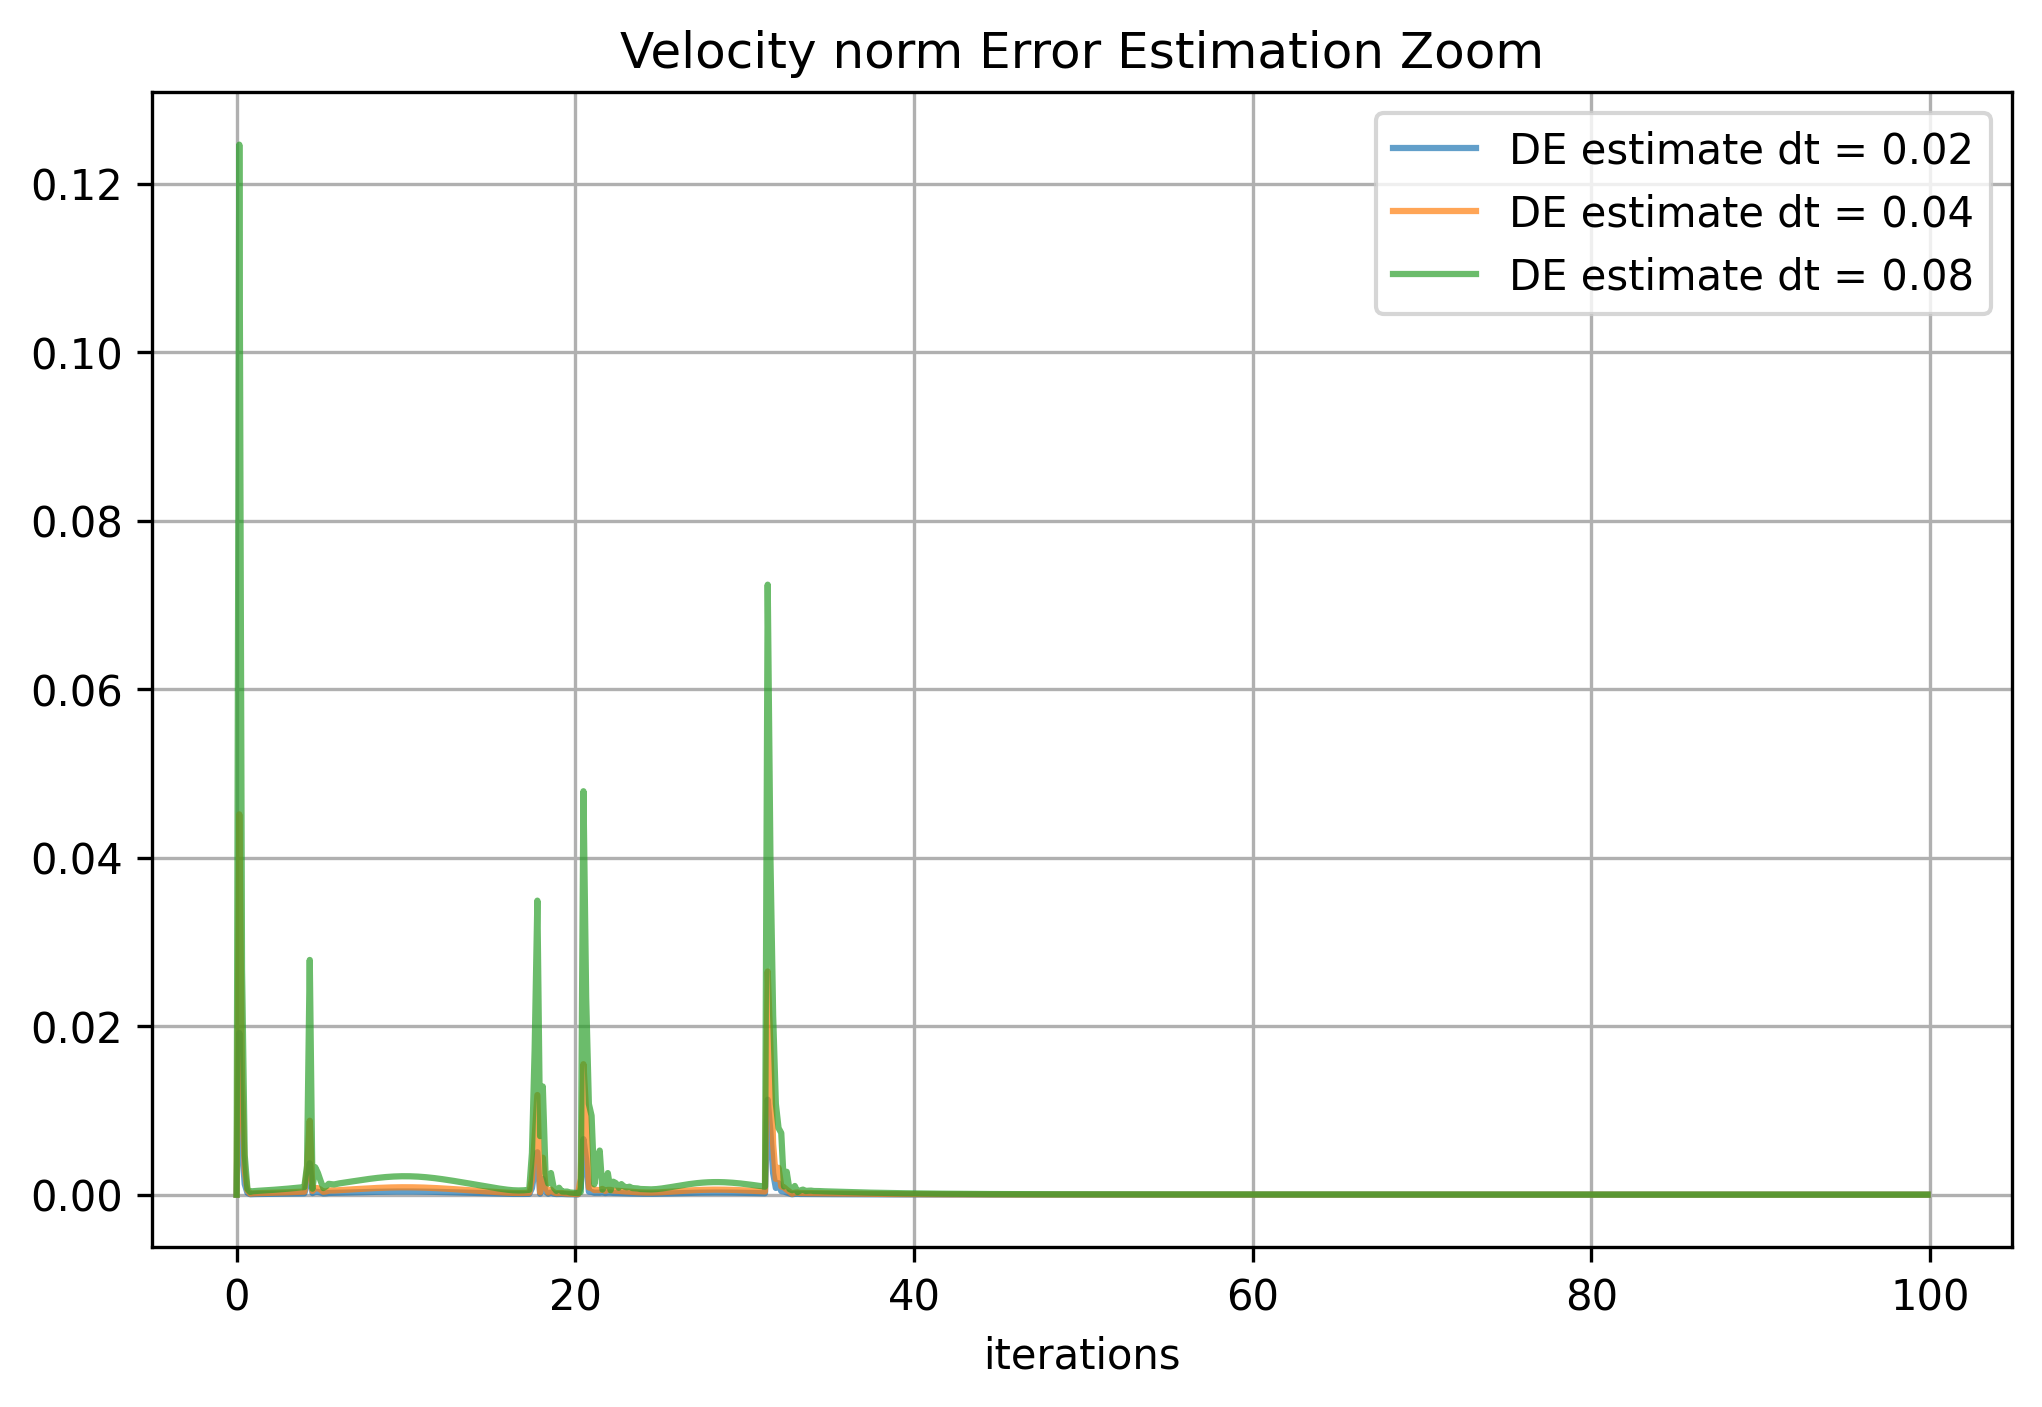 Velocity norm Error Estimation Zoom
DE estimate dt = 0.02
DE estimate dt = 0.04
DE estimate dt = 0.08
0.12
0.10
0.08
0.06
0.04
0.02
0.00
0 20 40 60 80 100
iterations